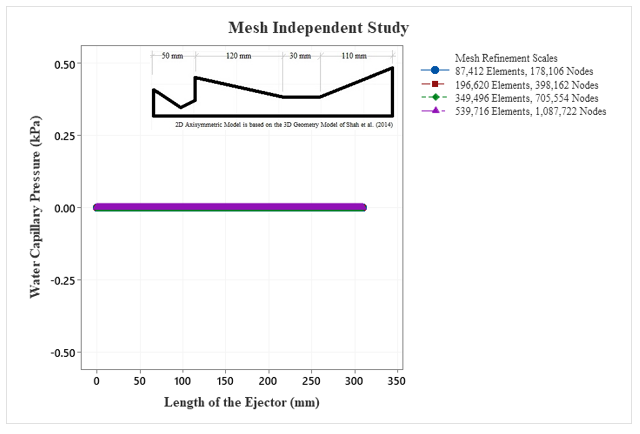 Mesh Independent Study
50 mm
120 mm
30 mm
110 mm
2D Axisymmetric Model is based on the 3D Geometry Model of Shah et al. (2014)
Mesh Refinement Scales
87,412 Elements, 178,106 Nodes
196,620 Elements, 398,162 Nodes
349,496 Elements, 705,554 Nodes
539,716 Elements, 1,087,722 Nodes
Water Capillary Pressure (kPa)
0.50
0.25
0.00
-0.25
-0.50
0 50 100 150 200 250 300 350
Length of the Ejector (mm)